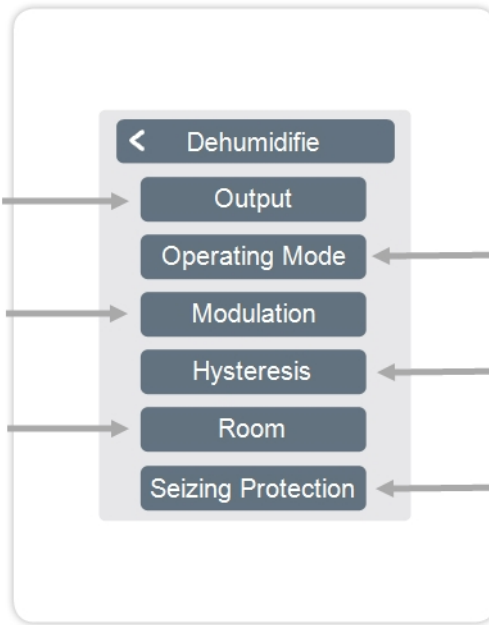 Dehumidifie
Output
Operating Mode
Modulation
Hysteresis
Room
Seizing Protection